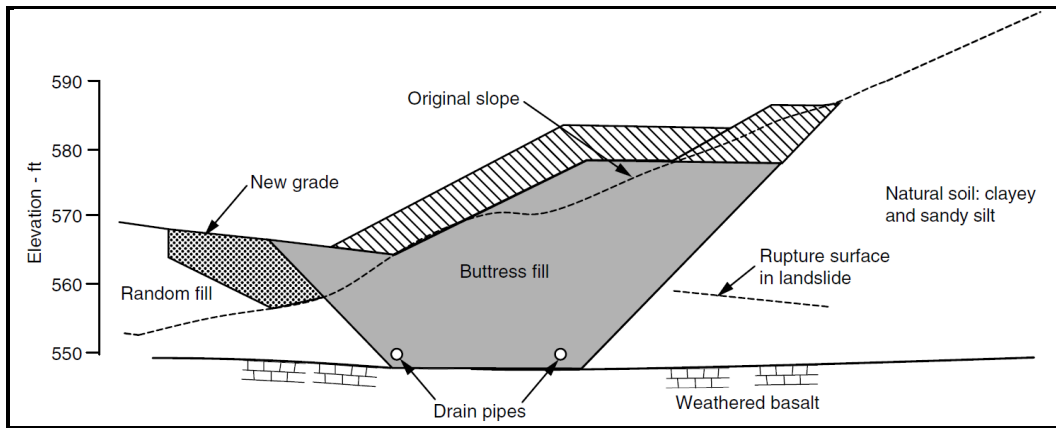 590
Original slope
580
New grade
570
Natural soil: clayey
and sandy silt
Elevation - ft
Buttress fill
Rupture surface
in landslide
560
Random fill
550
Weathered basalt
Drain pipes